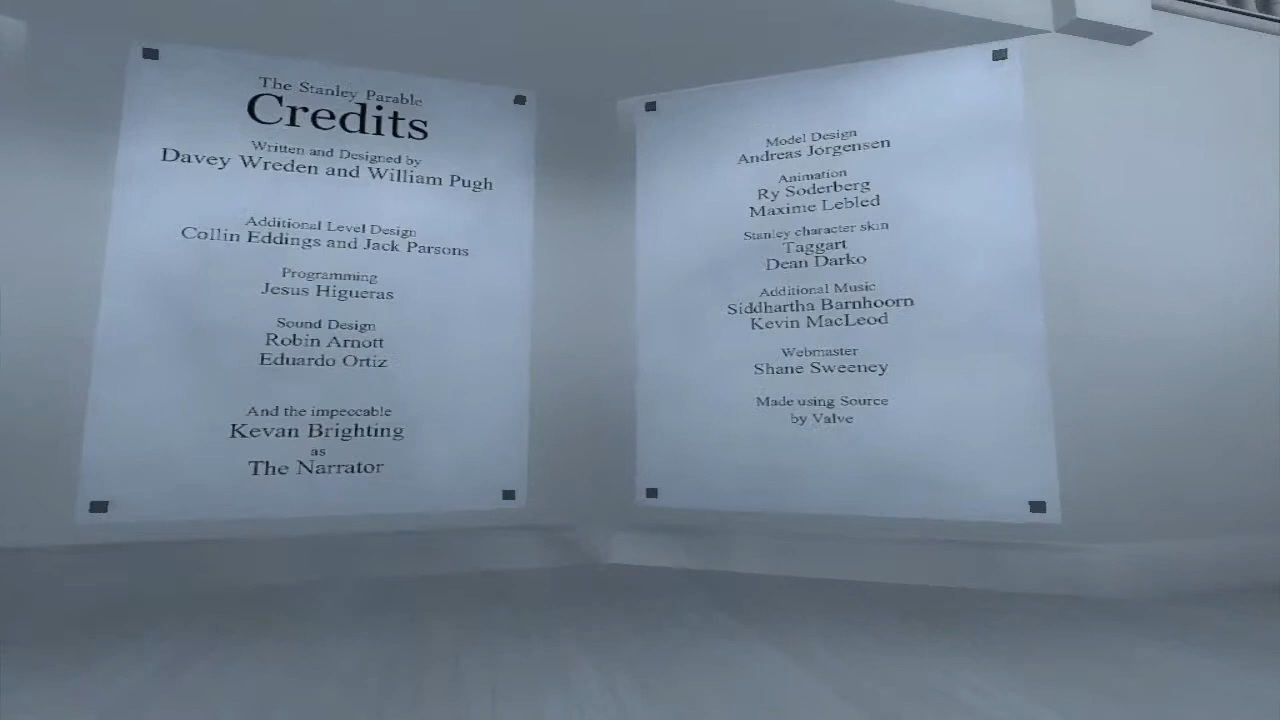 The Stanley Parable
Credits
Written and Designed by
Davey Wreden and William Pugh
Additional Level Design
Collin Eddings and Jack Parsons
Programming
Jesus Higueras
Sound Design
Robin Arnott
Eduardo Ortiz
And the impeccable
Kevan Brighting
as
The Narrator
Model Design
Andreas Jorgensen
Animation
Ry Soderberg
Maxime Lebled
Stanley character skin
Taggart
Dean Darko
Additional Music
Siddhartha Barnhoorn
Kevin MacLeod
Webmaster
Shane Sweeney
Made using Source
by Valve